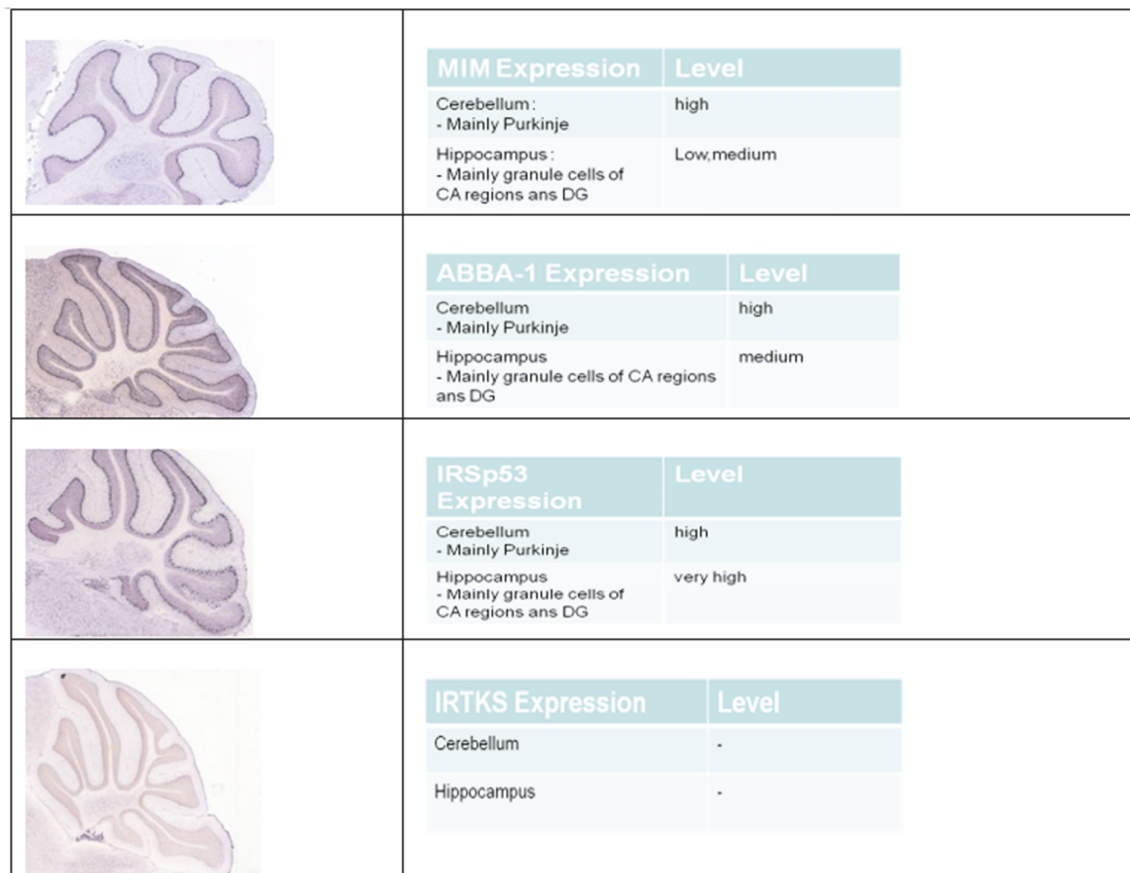 MIM Expression Level
Cerebellum : high
- Mainly Purkinje
Hippocampus : Low,medium
- Mainly granule cells of
CA regions ans DG
ABBA-1 Expression Level
Cerebellum high
- Mainly Purkinje
Hippocampus medium
- Mainly granule cells of CA regions
ans DG
IRSp53 Level
Expression
Cerebellum high
- Mainly Purkinje
Hippocampus very high
- Mainly granule cells of
CA regions ans DG
IRTKS Expression Level
Cerebellum -
Hippocampus -